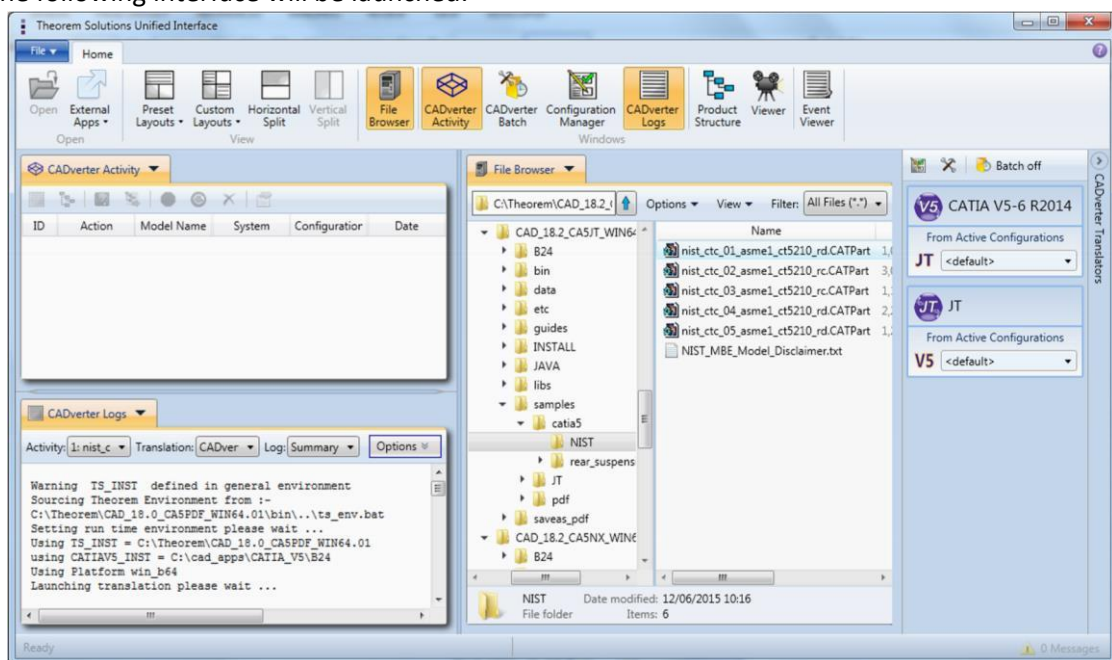 The following interface will be launched:
Theorem Solutions Unified Interface
File
Home
Open
External Apps
Preset Layouts
Custom Layouts
Horizontal Split
Vertical Split
File Browser
CADverter Activity
CADverter Batch
Configuration Manager
CADverter Logs
Product Structure
Viewer
Event Viewer
Open
View
Windows
CADverter Activity
ID Action Model Name System Configuration Date
CADverter Logs
Activity: 1: nist_c Translation: CADver Log: Summary Options
Warning TS_INST defined in general environment
Sourcing Theorem Environment from :-
C:\Theorem\CAD_18.0_CA5PDF_WIN64.01\bin\..\ts_env.bat
Setting run time environment please wait ...
Using TS_INST = C:\Theorem\CAD_18.0_CA5PDF_WIN64.01
using CATIAV5_INST = C:\cad_apps\CATIA_V5\B24
Using Platform win_b64
Launching translation please wait ...
File Browser
C:\Theorem\CAD_18.2_( Options View Filter: All Files (*.*)
CAD_18.2_CA5JT_WIN64
B24
bin
data
etc
guides
INSTALL
JAVA
libs
samples
catia5
NIST
rear_suspens
JT
pdf
saveas_pdf
CAD_18.2_CA5NX_WIN6
B24
Name
nist_ctc_01_asme1_ct5210_rd.CATPart 1,
nist_ctc_02_asme1_ct5210_rc.CATPart 3,
nist_ctc_03_asme1_ct5210_rc.CATPart 1,
nist_ctc_04_asme1_ct5210_rd.CATPart 2,
nist_ctc_05_asme1_ct5210_rd.CATPart 1,
NIST_MBE_Model_Disclaimer.txt
NIST Date modified: 12/06/2015 10:16
File folder Items: 6
Batch off
V5 CATIA V5-6 R2014
From Active Configurations
JT <default>
JT JT
From Active Configurations
V5 <default>
CADverter Translators
Ready
0 Messages